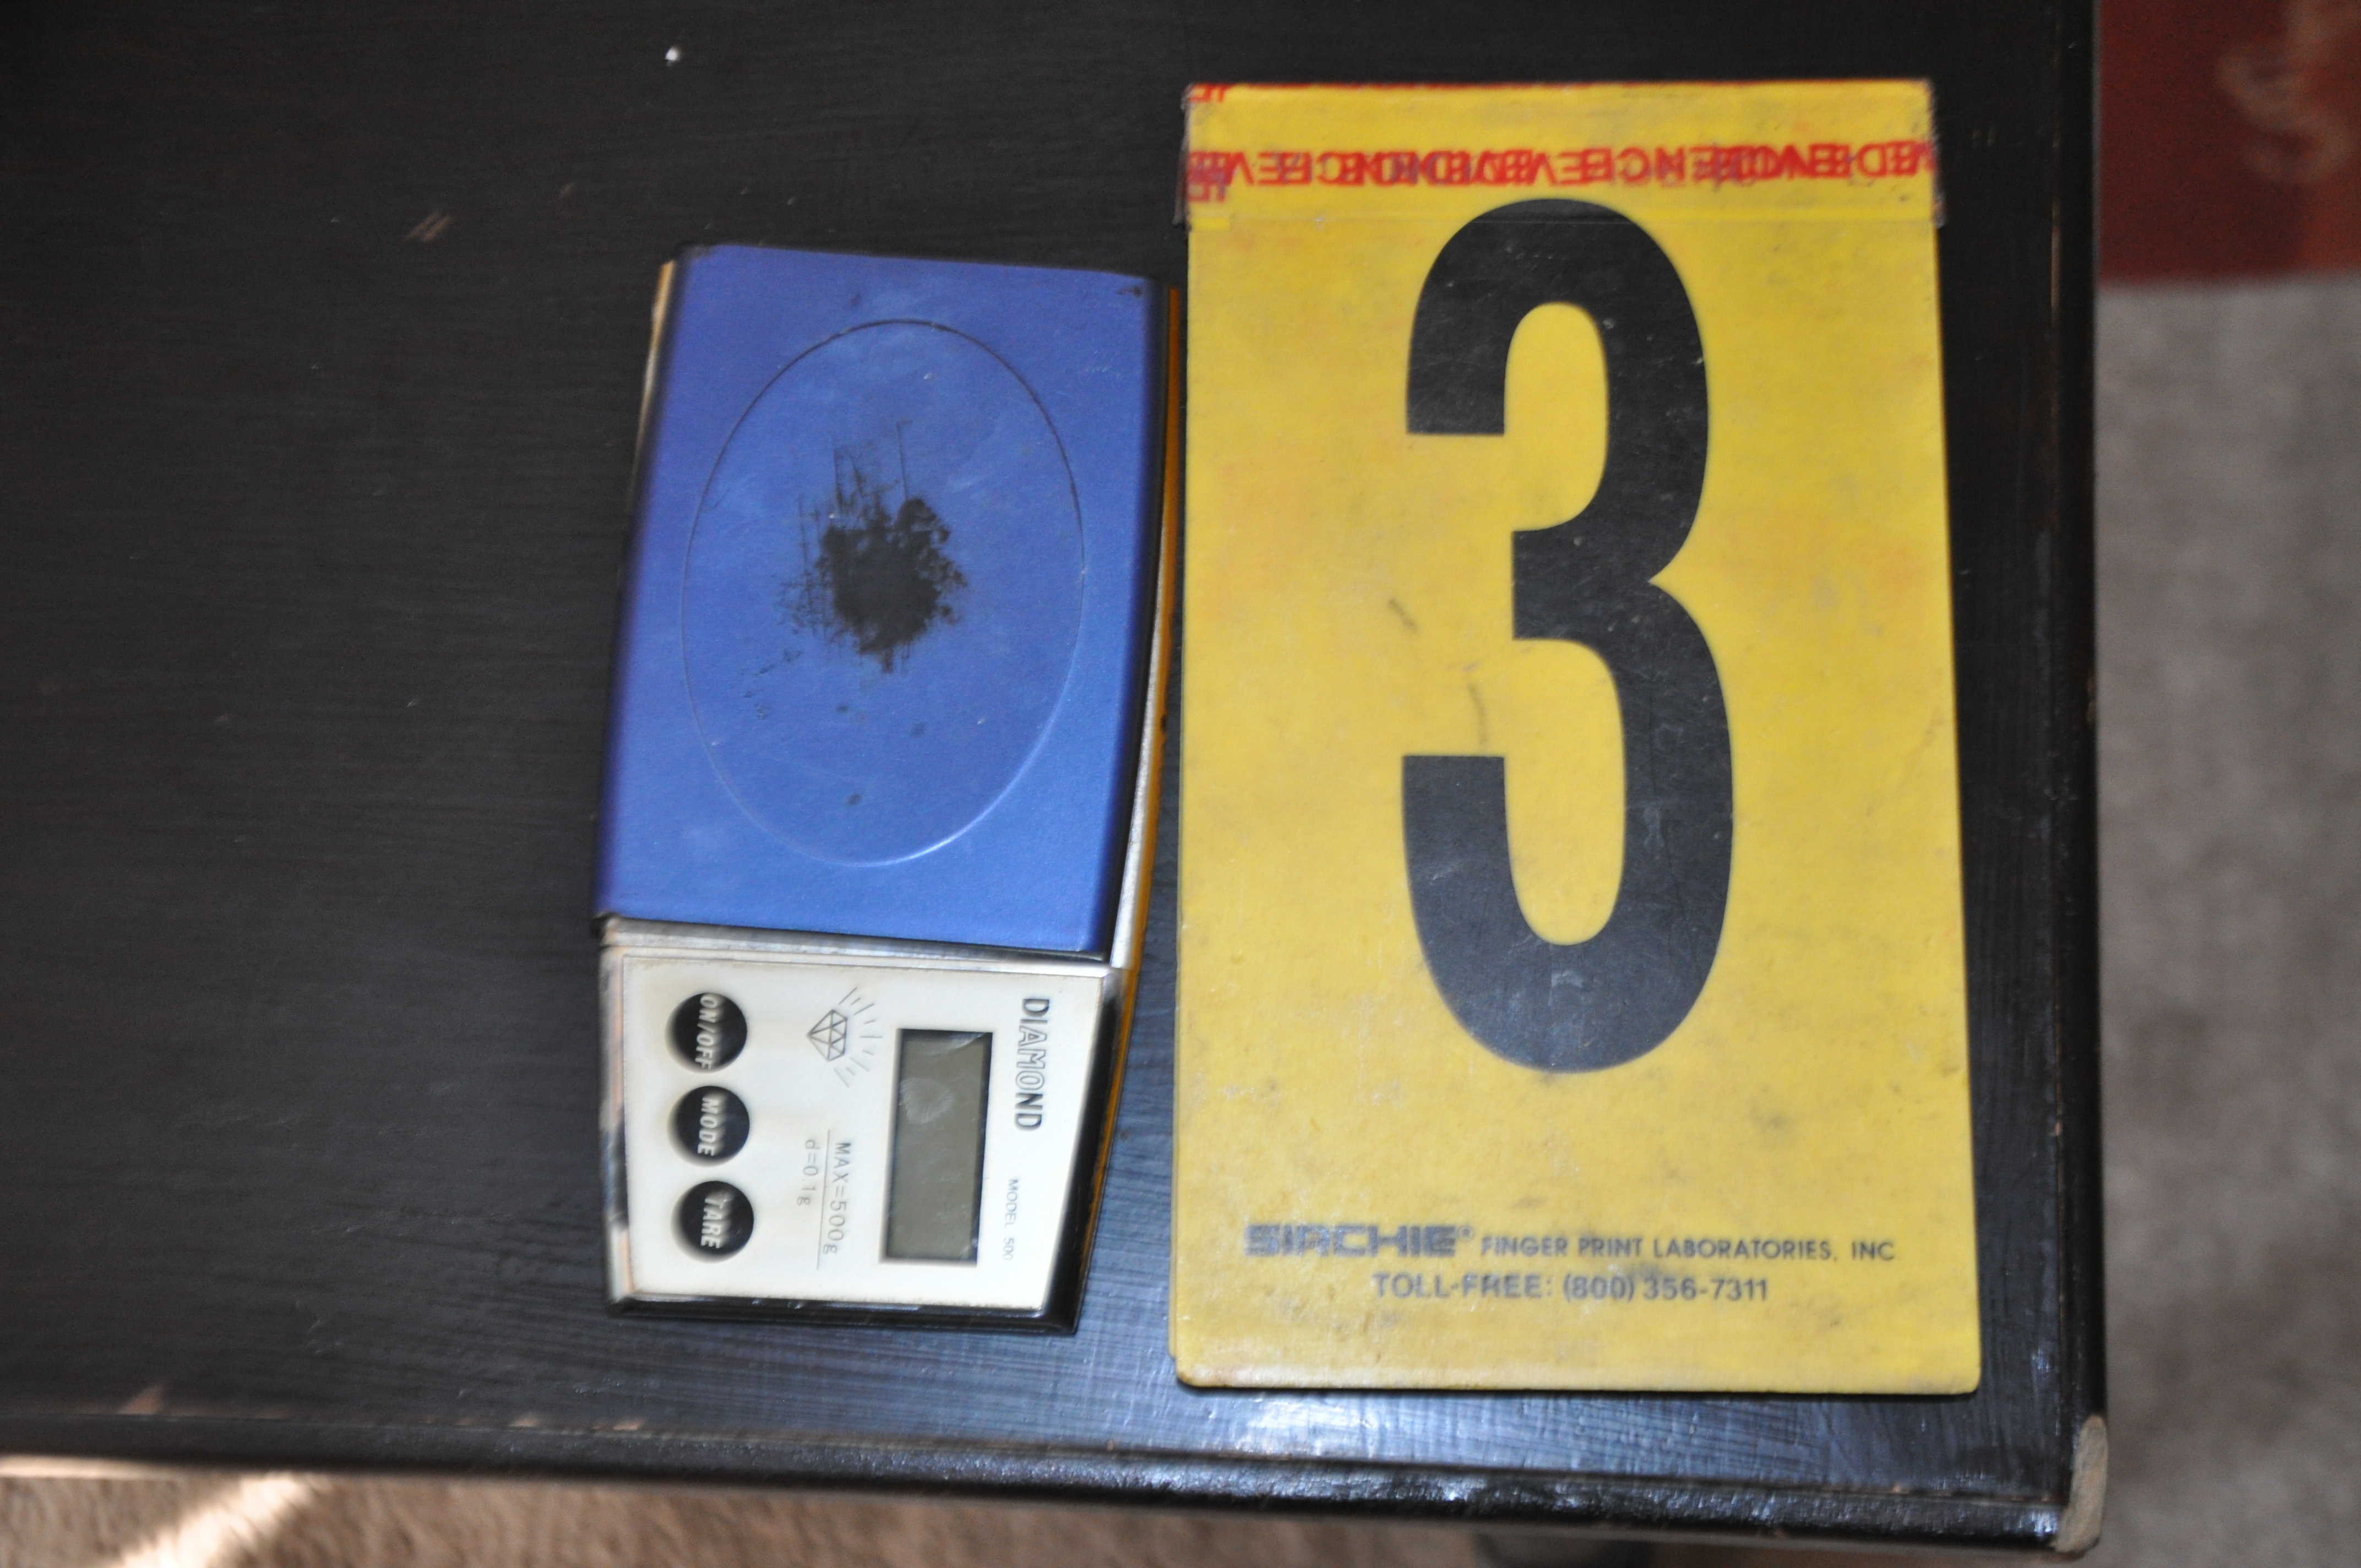 DIAMOND
MODEL 500
MAX=500g
d=0.1g
ON/OFF
MODE
TARE
3
SIRCHIE® FINGER PRINT LABORATORIES, INC
TOLL-FREE: (800) 356-7311